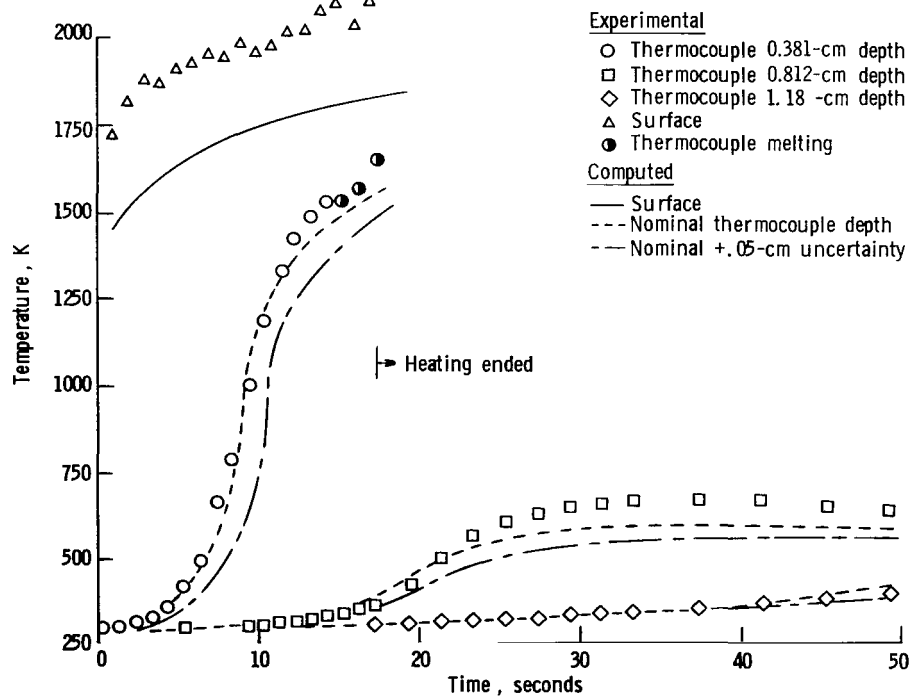 2000
1750
1500
1250
1000
750
500
250
Temperature, K
0
10
20
30
40
50
Time, seconds
Heating ended
Experimental
Thermocouple 0.381-cm depth
Thermocouple 0.812-cm depth
Thermocouple 1.18 -cm depth
Surface
Thermocouple melting
Computed
Surface
Nominal thermocouple depth
Nominal +.05-cm uncertainty